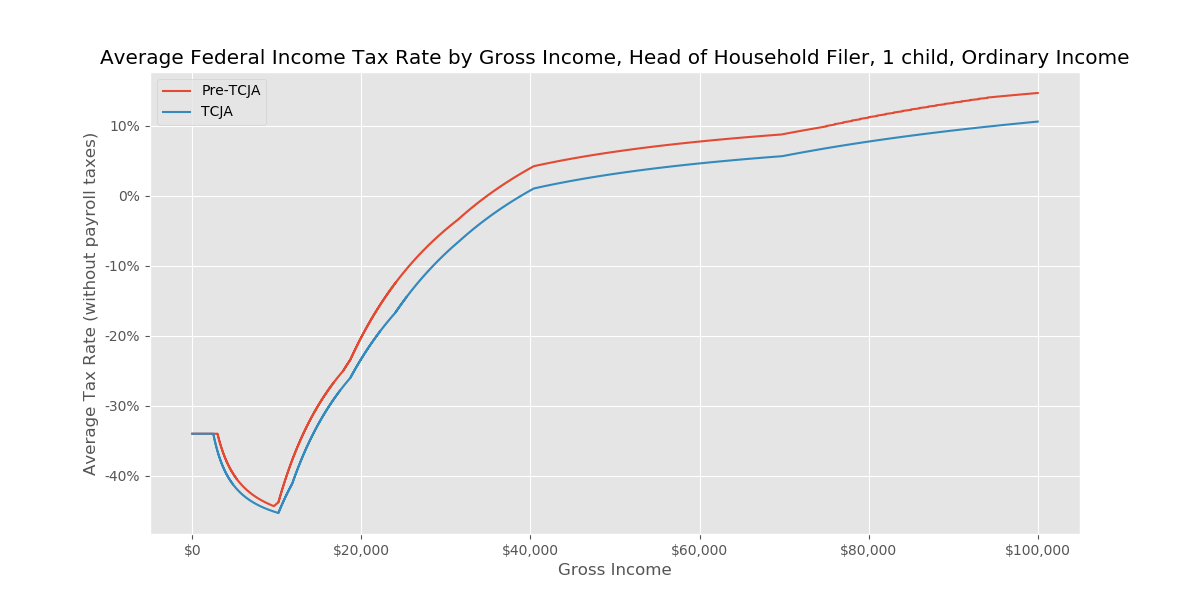 Average Federal Income Tax Rate by Gross Income, Head of Household Filer, 1 child, Ordinary Income
Pre-TCJA
TCJA
10%
0%
-10%
-20%
-30%
-40%
Average Tax Rate (without payroll taxes)
$0
$20,000
$40,000
$60,000
$80,000
$100,000
Gross Income